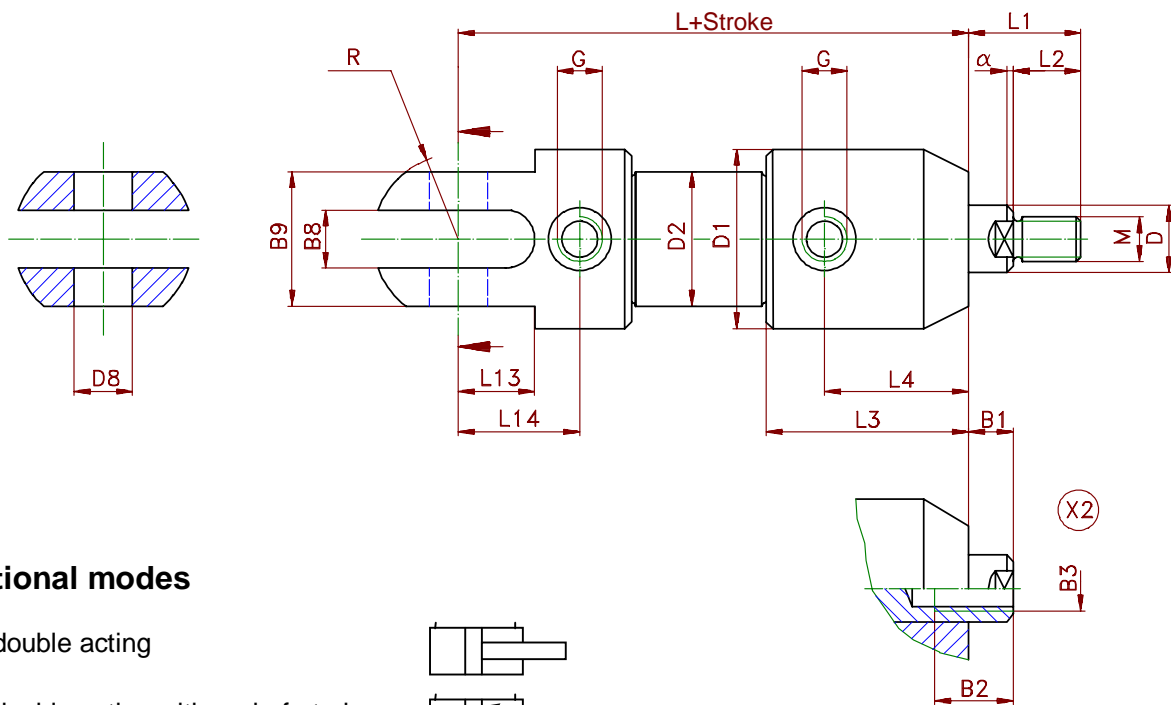 L+Stroke
L1
R
G
G
α
L2
B9
B8
D2
D1
M
D
D8
L13
L4
L14
L3
B1
X2
B3
tional modes
double acting
B2